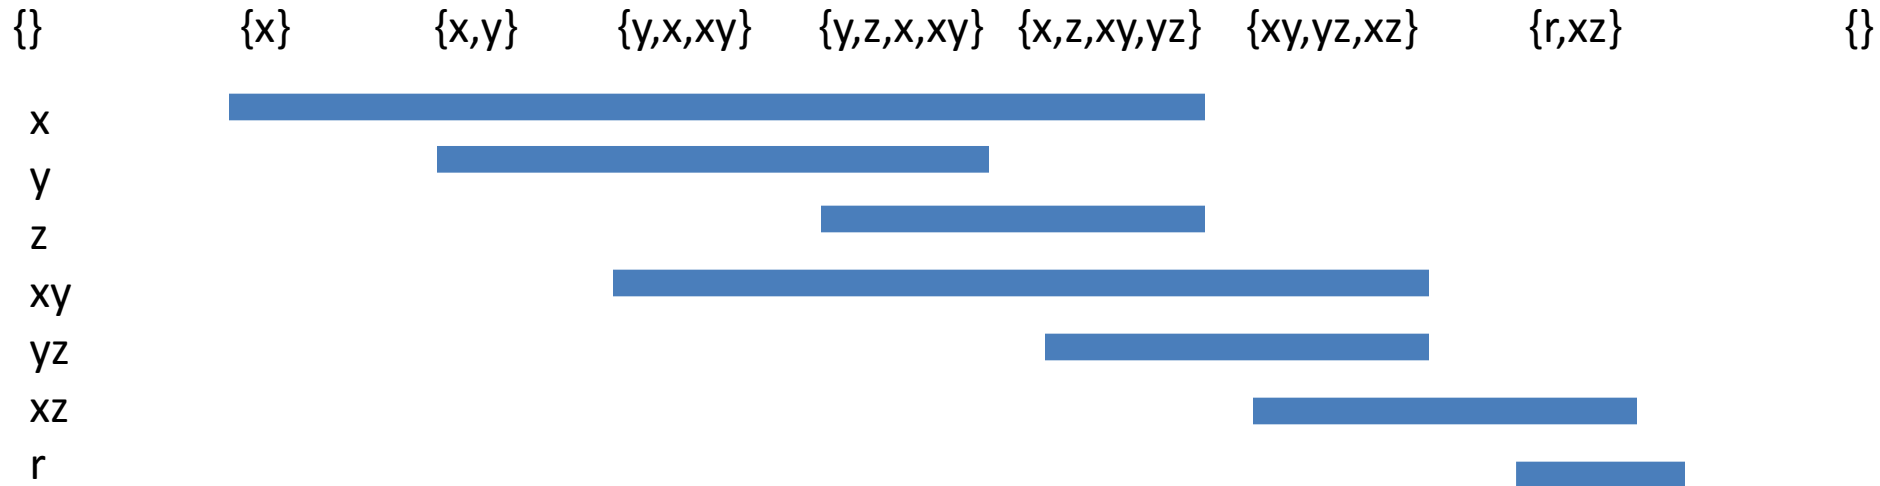 {} {x} {x,y} {y,x,xy} {y,z,x,xy} {x,z,xy,yz} {xy,yz,xz} {r,xz} {}
x
y
z
xy
yz
xz
r